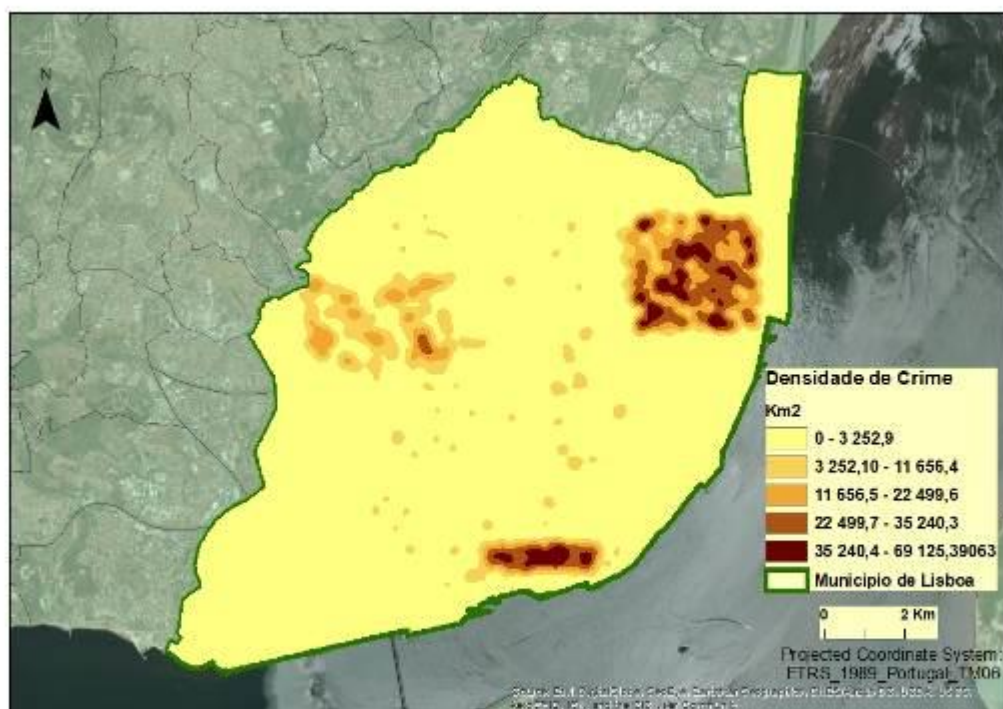 N
Densidade de Crime
Km2
0 - 3 252,9
3 252,10 - 11 656,4
11 656,5 - 22 499,6
22 499,7 - 35 240,3
35 240,4 - 69 125,39063
Municipio de Lisboa
0 2 Km
Projected Coordinate System:
ETRS_1989_Portugal_TM06